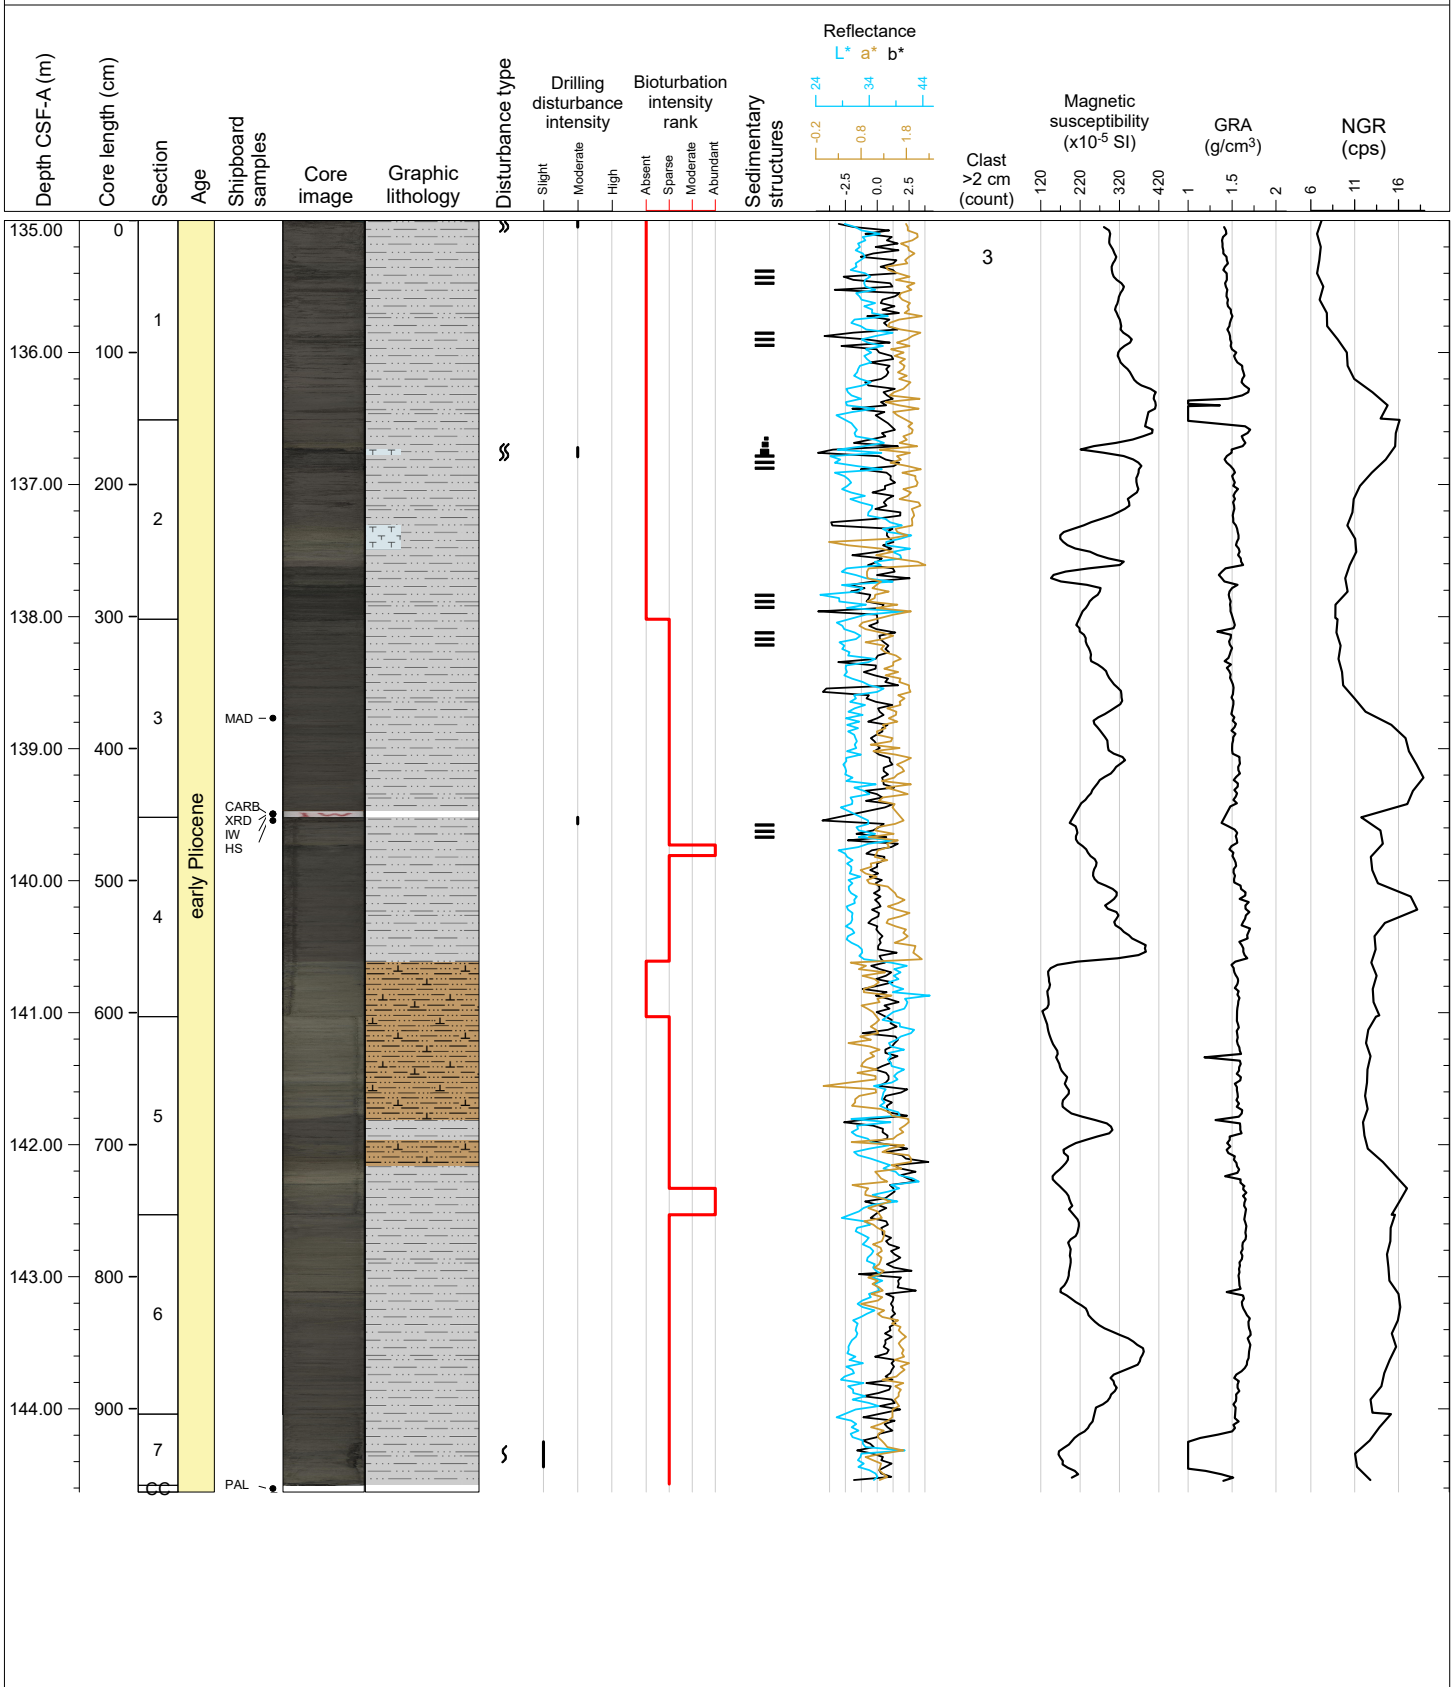 Depth CSF-A (m)
Core length (cm)
Section
Age
Shipboard
samples
Core
image
Graphic
lithology
Disturbance type
Drilling
disturbance
intensity
Slight
Moderate
High
Bioturbation
intensity
rank
Absent
Sparse
Moderate
Abundant
Sedimentary
structures
Reflectance
L* a* b*
24 34 44
-0.2 0.8 1.8
-2.5 0.0 2.5
Clast
>2 cm
(count)
Magnetic
susceptibility
(x10-5 SI)
120 220 320 420
GRA
(g/cm3)
1 1.5 2
NGR
(cps)
6 11 16
135.00 0
3
1
136.00 100
137.00 200
2
138.00 300
3
MAD
139.00 400
CARB
XRD
IW
HS
early Pliocene
140.00 500
4
141.00 600
5
142.00 700
143.00 800
6
144.00 900
7
CC
PAL